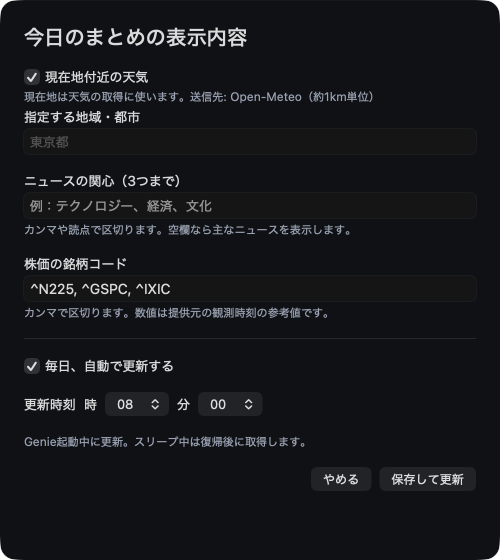 今日のまとめの表示内容
現在地付近の天気
現在地は天気の取得に使います。送信先: Open-Meteo（約1km単位）
指定する地域・都市
東京都
ニュースの関心（3つまで）
例：テクノロジー、経済、文化
カンマや読点で区切ります。空欄なら主なニュースを表示します。
株価の銘柄コード
^N225, ^GSPC, ^IXIC
カンマで区切ります。数値は提供元の観測時刻の参考値です。
毎日、自動で更新する
更新時刻 時 08 分 00
Genie起動中に更新。スリープ中は復帰後に取得します。
やめる 保存して更新